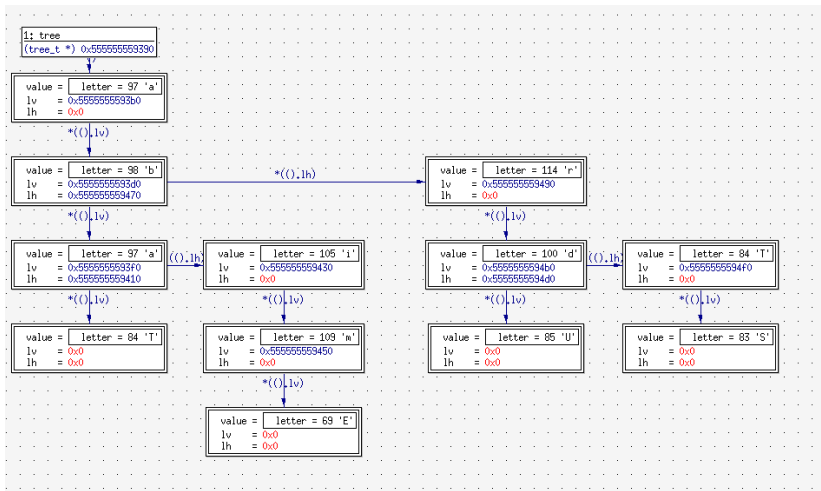 1: tree
(tree_t *) 0x555555559390
()
value = letter = 97 'a'
lv = 0x5555555593b0
lh = 0x0
*(().lv)
value = letter = 98 'b'
lv = 0x5555555593d0
lh = 0x555555559470
*(().lh)
value = letter = 114 'r'
lv = 0x555555559490
lh = 0x0
*(().lv)
*(().lv)
value = letter = 97 'a'
lv = 0x5555555593f0
lh = 0x555555559410
(().lh)
value = letter = 105 'i'
lv = 0x555555559430
lh = 0x0
value = letter = 100 'd'
lv = 0x5555555594b0
lh = 0x5555555594d0
(().lh)
value = letter = 84 'T'
lv = 0x5555555594f0
lh = 0x0
*(().lv)
*(().lv)
*(().lv)
*(().lv)
value = letter = 84 'T'
lv = 0x0
lh = 0x0
value = letter = 109 'm'
lv = 0x555555559450
lh = 0x0
value = letter = 85 'U'
lv = 0x0
lh = 0x0
value = letter = 83 'S'
lv = 0x0
lh = 0x0
*(().lv)
value = letter = 69 'E'
lv = 0x0
lh = 0x0